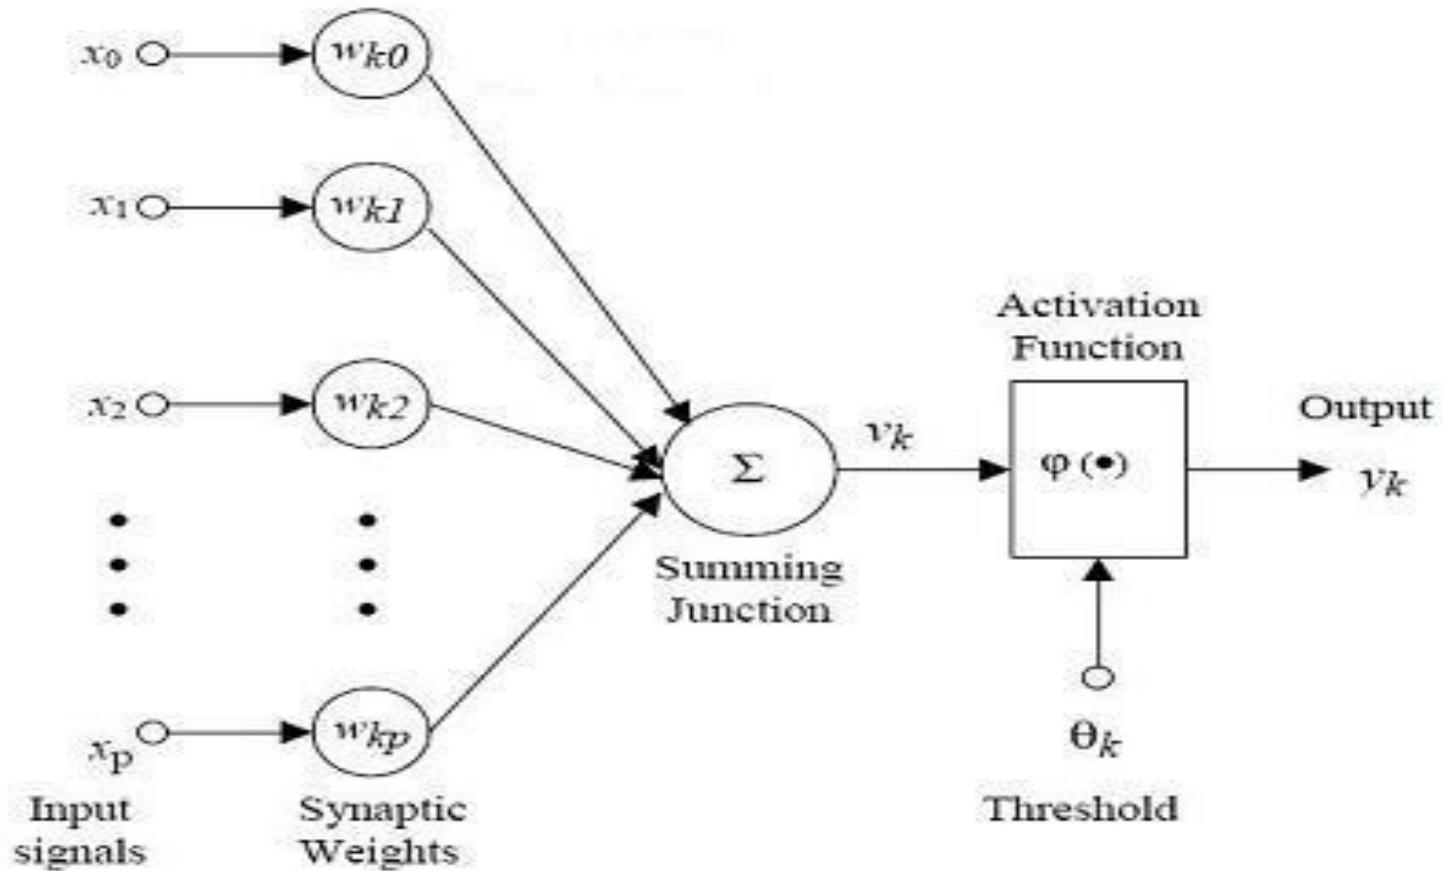 x0
wk0
x1
wk1
Activation
Function
x2
wk2
Output
vk
Σ
φ (•)
yk
Summing
Junction
xp
wkp
θk
Input
signals
Synaptic
Weights
Threshold